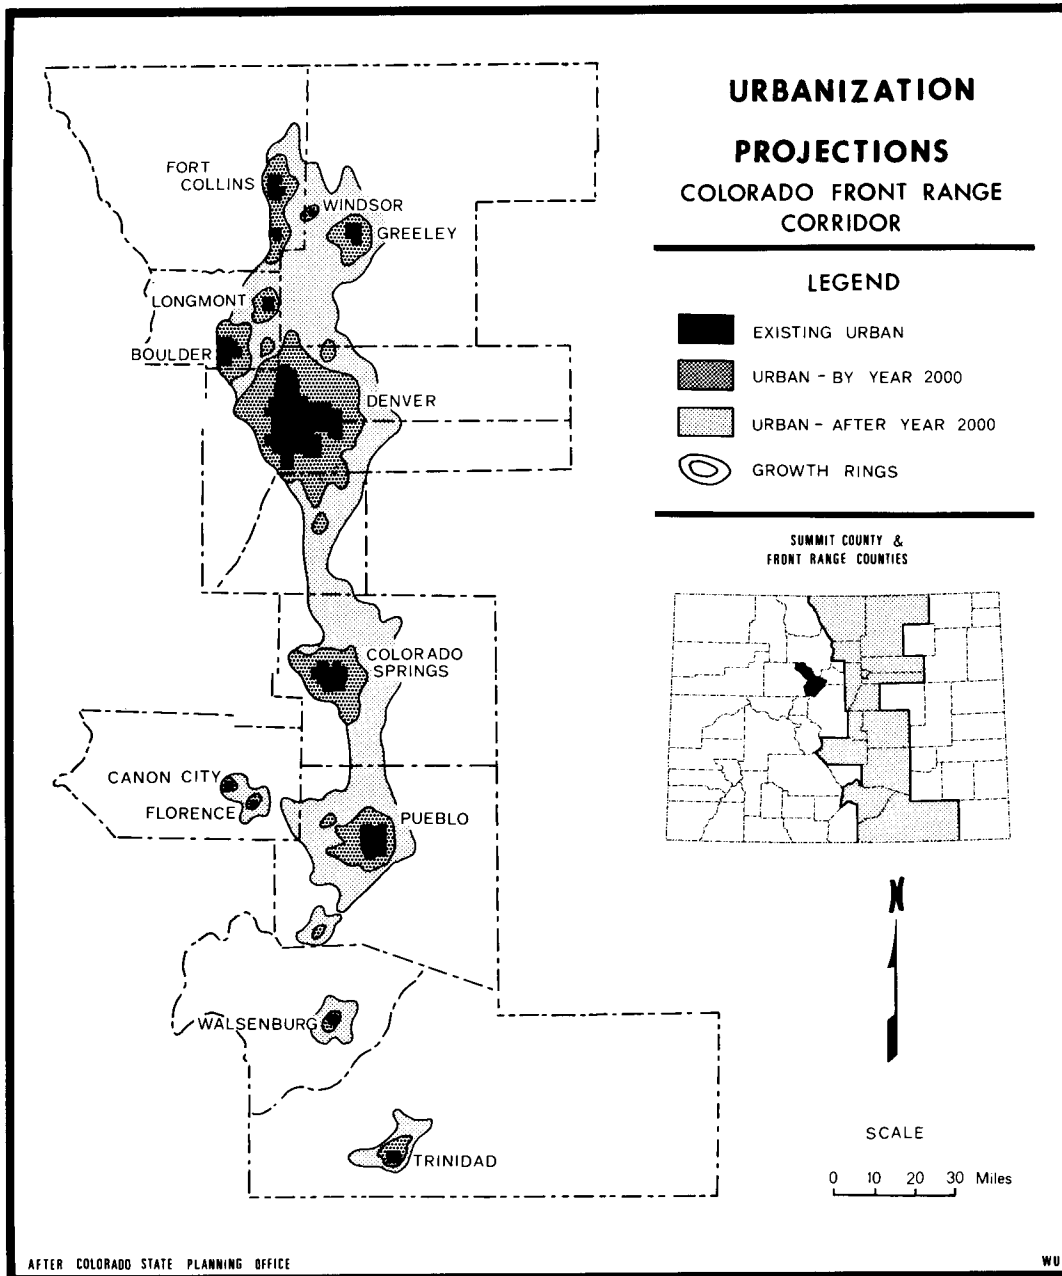 URBANIZATION
PROJECTIONS
COLORADO FRONT RANGE
CORRIDOR
LEGEND
EXISTING URBAN
URBAN - BY YEAR 2000
URBAN - AFTER YEAR 2000
GROWTH RINGS
SUMMIT COUNTY &
FRONT RANGE COUNTIES
FORT
COLLINS
WINDSOR
GREELEY
LONGMONT
BOULDER
DENVER
COLORADO
SPRINGS
CANON CITY
FLORENCE
PUEBLO
WALSENBURG
TRINIDAD
N
SCALE
0 10 20 30 Miles
AFTER COLORADO STATE PLANNING OFFICE
WU